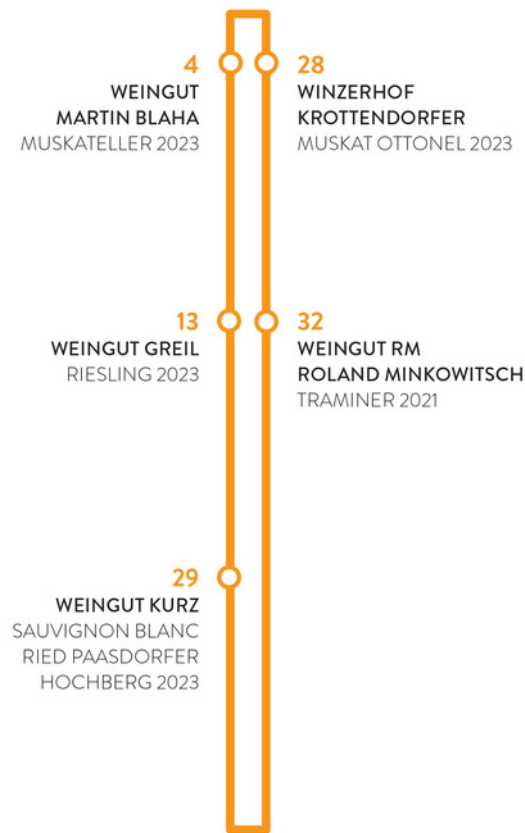 4
WEINGUT
MARTIN BLAHA
MUSKATELLER 2023
28
WINZERHOF
KROTTENDORFER
MUSKAT OTTONEL 2023
13
WEINGUT GREIL
RIESLING 2023
32
WEINGUT RM
ROLAND MINKOWITSCH
TRAMINER 2021
29
WEINGUT KURZ
SAUVIGNON BLANC
RIED PAASDORFER
HOCHBERG 2023